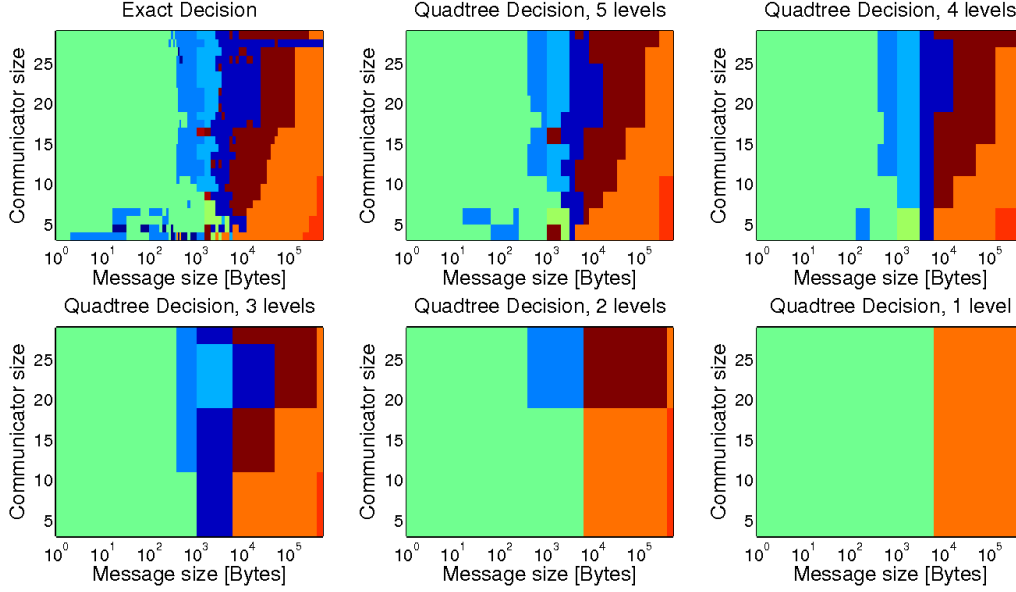 Exact Decision
Quadtree Decision, 5 levels
Quadtree Decision, 4 levels
Communicator size
25
20
15
10
5
10^0 10^1 10^2 10^3 10^4 10^5
Message size [Bytes]
Communicator size
25
20
15
10
5
10^0 10^1 10^2 10^3 10^4 10^5
Message size [Bytes]
Communicator size
25
20
15
10
5
10^0 10^1 10^2 10^3 10^4 10^5
Message size [Bytes]
Quadtree Decision, 3 levels
Quadtree Decision, 2 levels
Quadtree Decision, 1 level
Communicator size
25
20
15
10
5
10^0 10^1 10^2 10^3 10^4 10^5
Message size [Bytes]
Communicator size
25
20
15
10
5
10^0 10^1 10^2 10^3 10^4 10^5
Message size [Bytes]
Communicator size
25
20
15
10
5
10^0 10^1 10^2 10^3 10^4 10^5
Message size [Bytes]